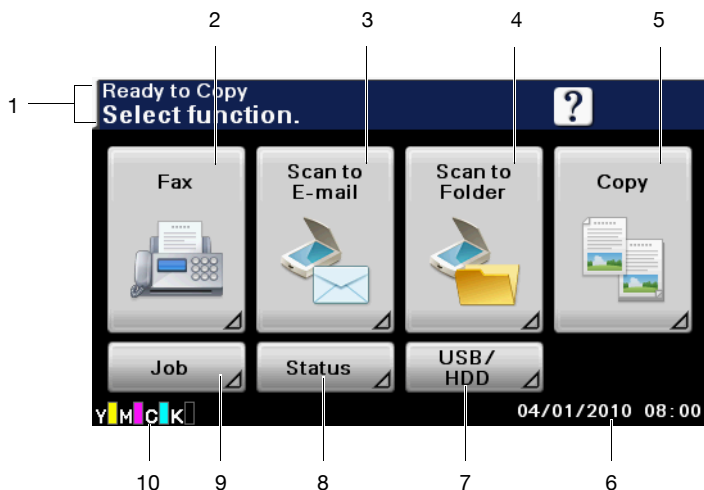 2 3 4 5
1
Ready to Copy
Select function.
?
Fax
Scan to
E-mail
Scan to
Folder
Copy
Job
Status
USB/
HDD
Y M C K
04/01/2010 08:00
10 9 8 7 6